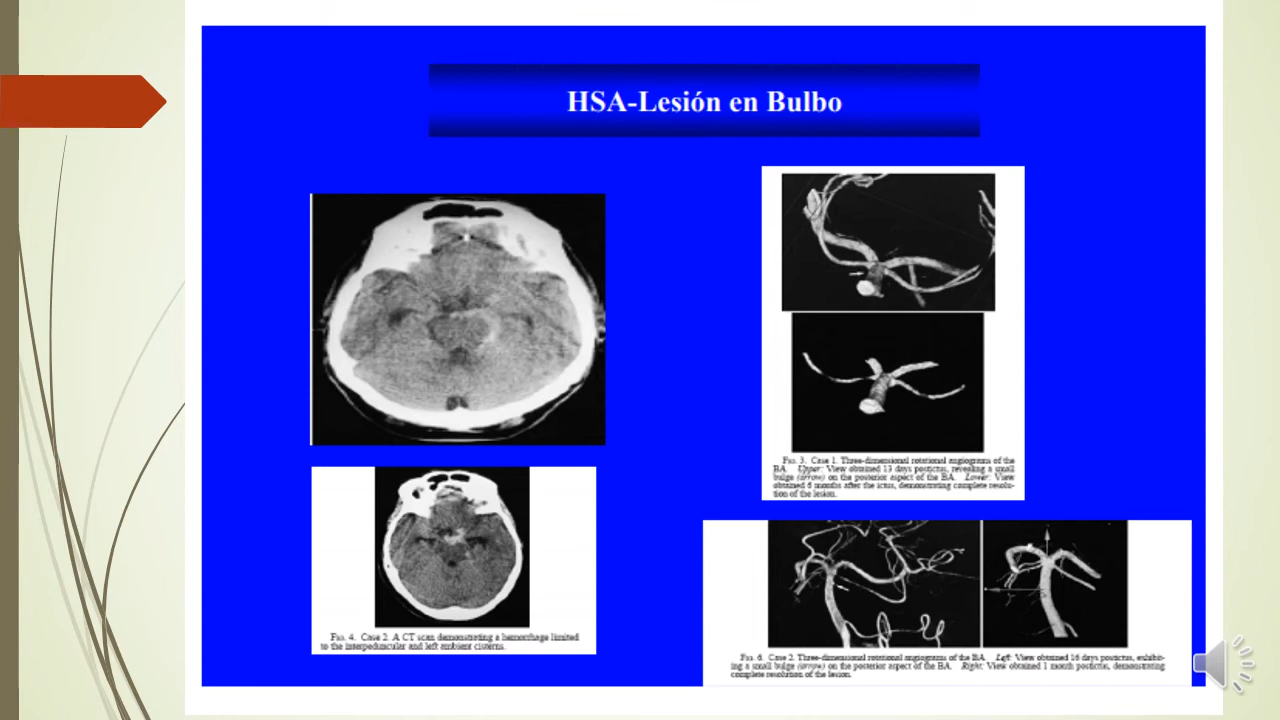 HSA-Lesión en Bulbo
FIG. 3. Case 1. Three-dimensional rotational angiograms of the
BA. Upper: View obtained 13 days postictus, revealing a small
bulge (arrow) on the posterior aspect of the BA. Lower: View
obtained 6 months after the ictus, demonstrating complete resolu-
tion of the lesion.
FIG. 4. Case 2. A CT scan demonstrating a hemorrhage limited
to the interpeduncular and left ambient cisterns.
FIG. 6. Case 2. Three-dimensional rotational angiograms of the BA. Left: View obtained 16 days postictus, exhibit-
ing a small bulge (arrow) on the posterior aspect of the BA. Right: View obtained 1 month postictus, demonstrating
complete resolution of the lesion.